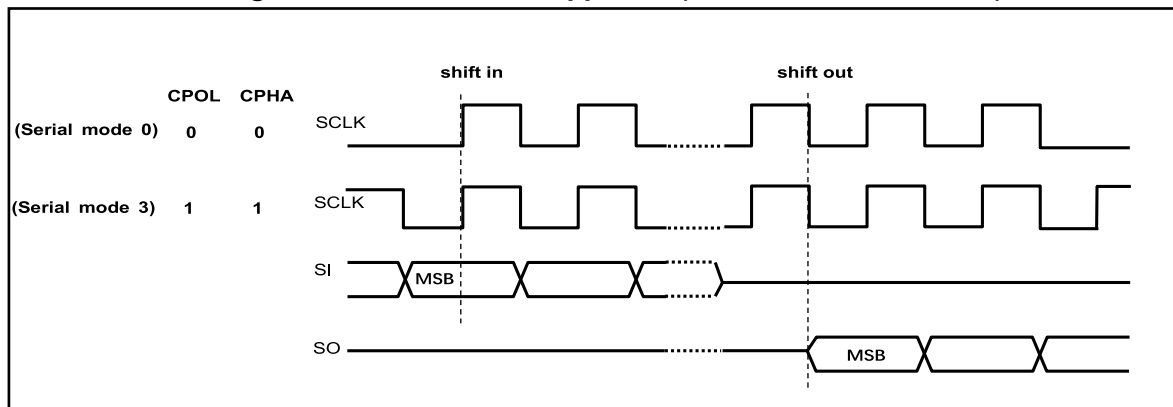 shift in shift out
CPOL CPHA
(Serial mode 0) 0 0 SCLK
(Serial mode 3) 1 1 SCLK
SI MSB
SO MSB